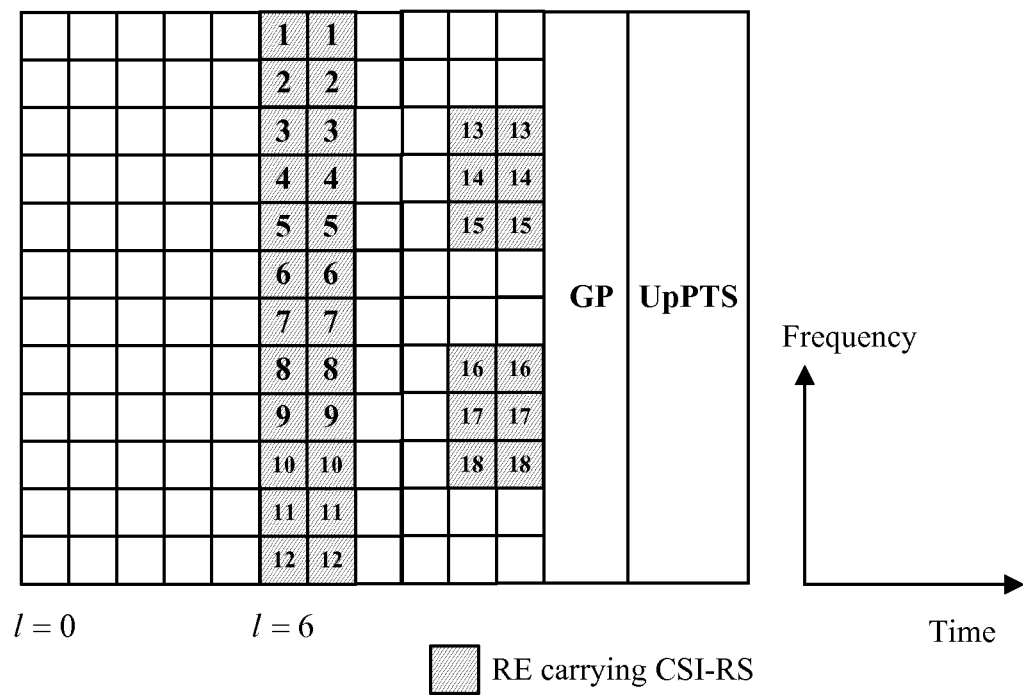 1 1
2 2
3 3 13 13
4 4 14 14
5 5 15 15
6 6
7 7
GP UpPTS
Frequency
8 8 16 16
9 9 17 17
10 10 18 18
11 11
12 12
l = 0 l = 6
Time
RE carrying CSI-RS